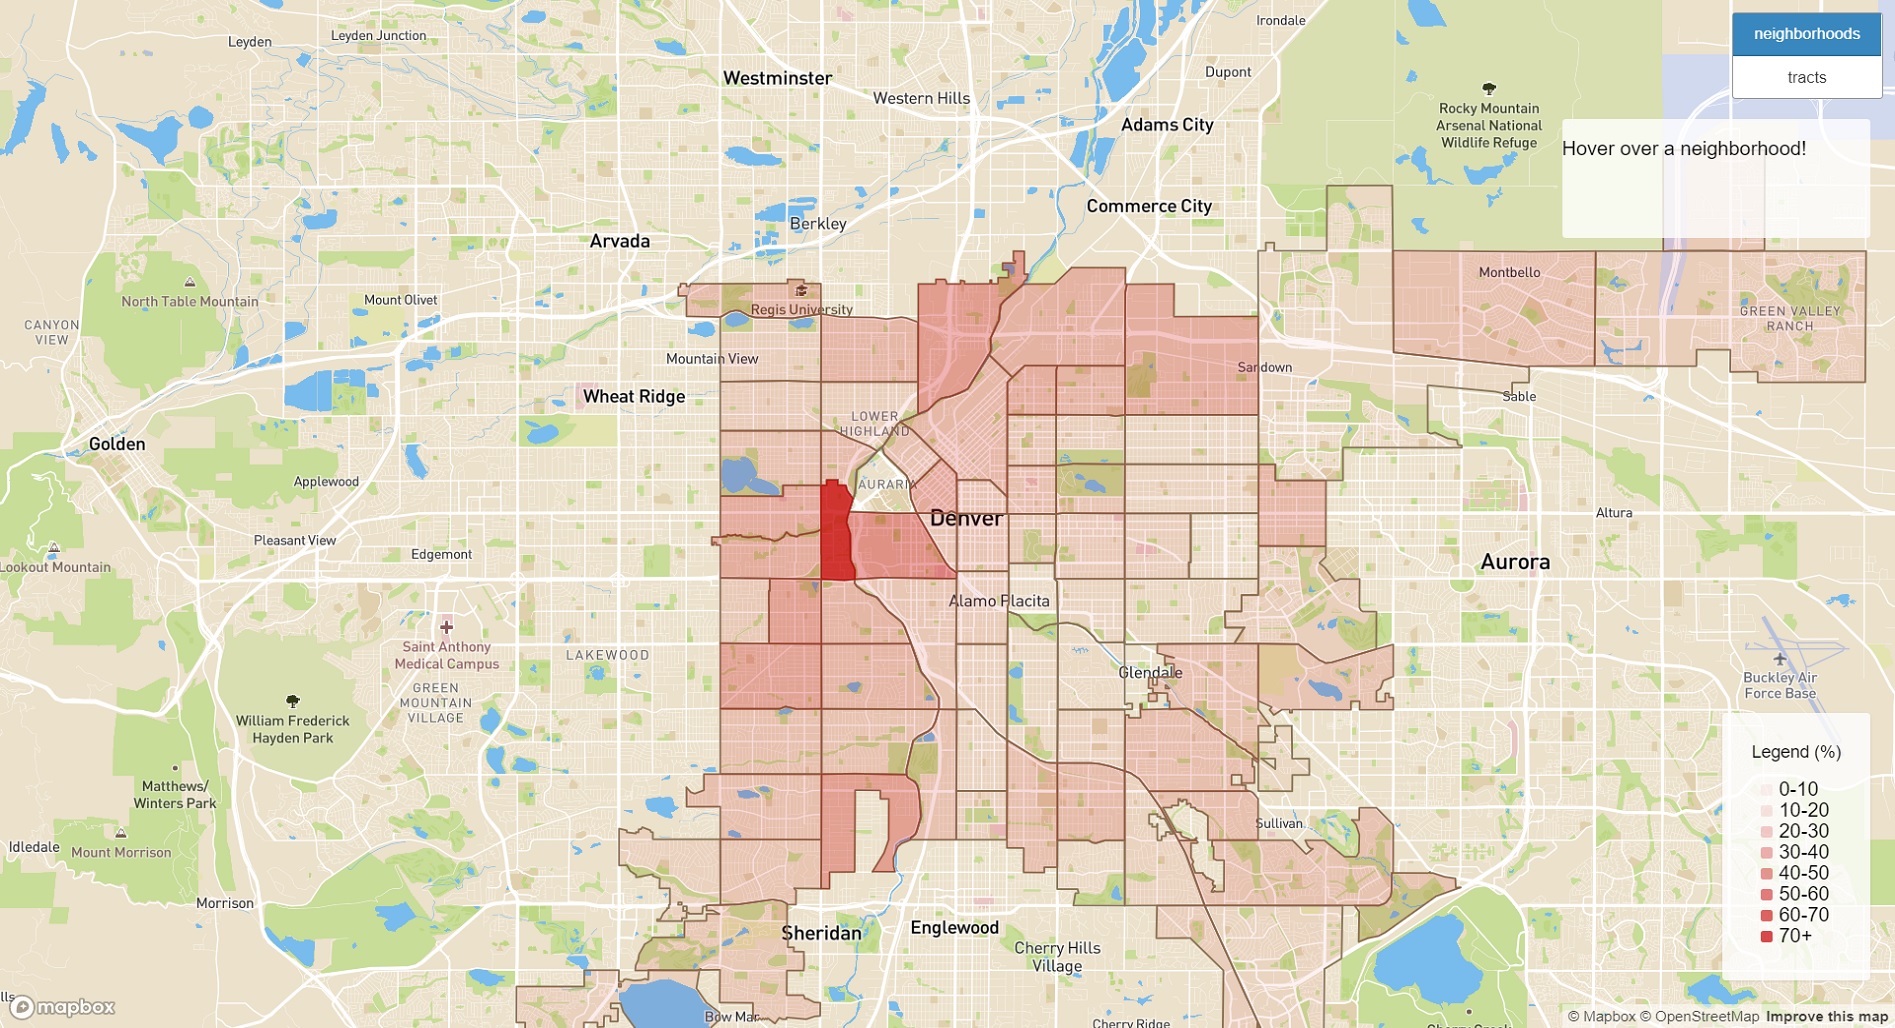 Irondale
Leyden
Leyden Junction
neighborhoods
Westminster
Dupont
tracts
Western Hills
Rocky Mountain
Arsenal National
Wildlife Refuge
Adams City
Hover over a neighborhood!
Commerce City
Berkley
Arvada
Montbello
North Table Mountain
Mount Olivet
Regis University
GREEN VALLEY
RANCH
CANYON
VIEW
Mountain View
Sandown
Wheat Ridge
Sable
LOWER
HIGHLAND
Golden
Applewood
AURARIA
Altura
Denver
Pleasant View
Edgemont
Lookout Mountain
Aurora
Alamo Placita
Saint Anthony
Medical Campus
LAKEWOOD
Glendale
Buckley Air
Force Base
GREEN
MOUNTAIN
VILLAGE
William Frederick
Hayden Park
Legend (%)
0-10
10-20
20-30
30-40
40-50
50-60
60-70
70+
Matthews/
Winters Park
Sullivan
Idledale
Mount Morrison
Morrison
Sheridan
Englewood
Cherry Hills
Village
mapbox
Bow Mar
Cherry Ridge
© Mapbox © OpenStreetMap Improve this map